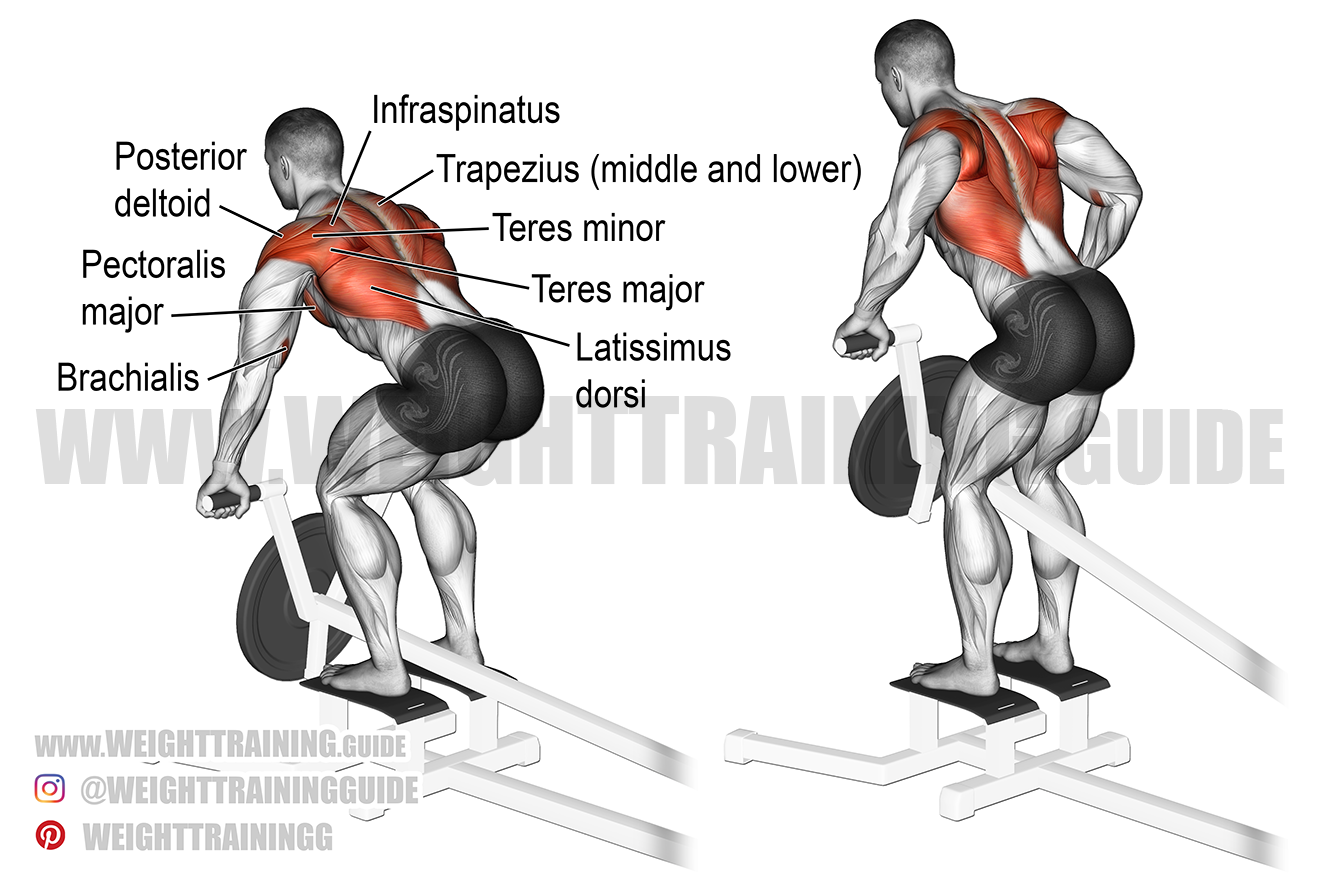 Infraspinatus
Posterior
deltoid
Trapezius (middle and lower)
Teres minor
Pectoralis
major
Teres major
Latissimus
dorsi
Brachialis
WWW.WEIGHTTRAINING.GUIDE
WWW.WEIGHTTRAINING.GUIDE
@WEIGHTTRAININGGUIDE
WEIGHTTRAININGG